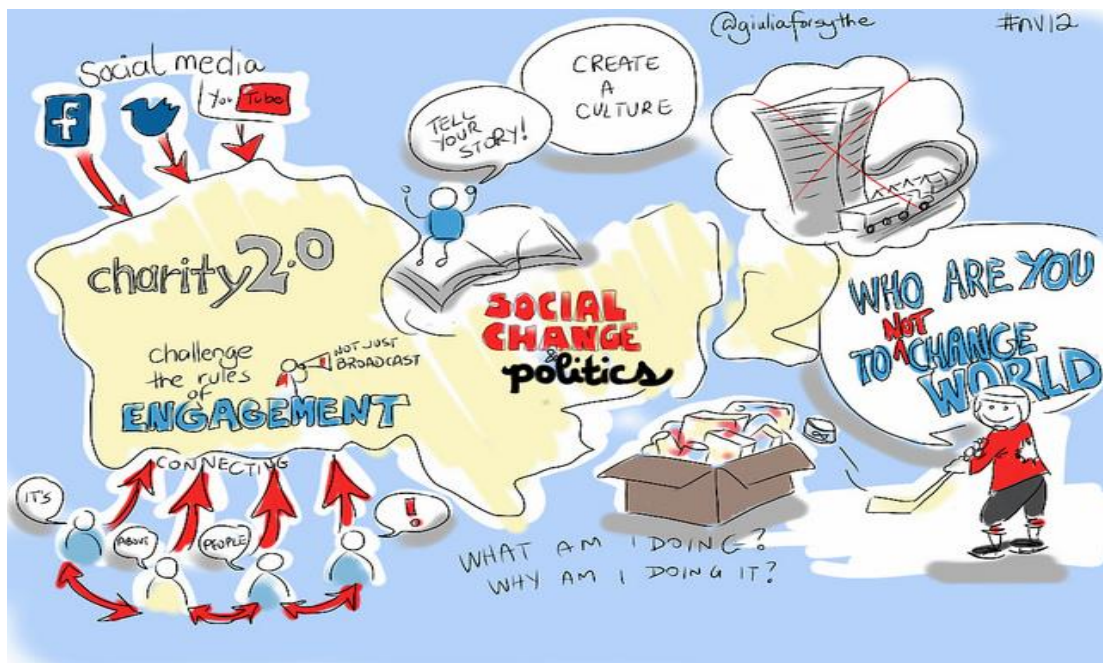 @giuliaforsythe
#nv12
Social media
f
You Tube
TELL
YOUR
STORY!
CREATE
A
CULTURE
charity 2.0
challenge
the rules
of
ENGAGEMENT
NOT JUST
BROADCAST
SOCIAL
CHANGE
&
politics
WHO ARE YOU
NOT
TO CHANGE
WORLD
CONNECTING
IT'S
ABOUT
PEOPLE
!
WHAT AM I DOING?
WHY AM I DOING IT?